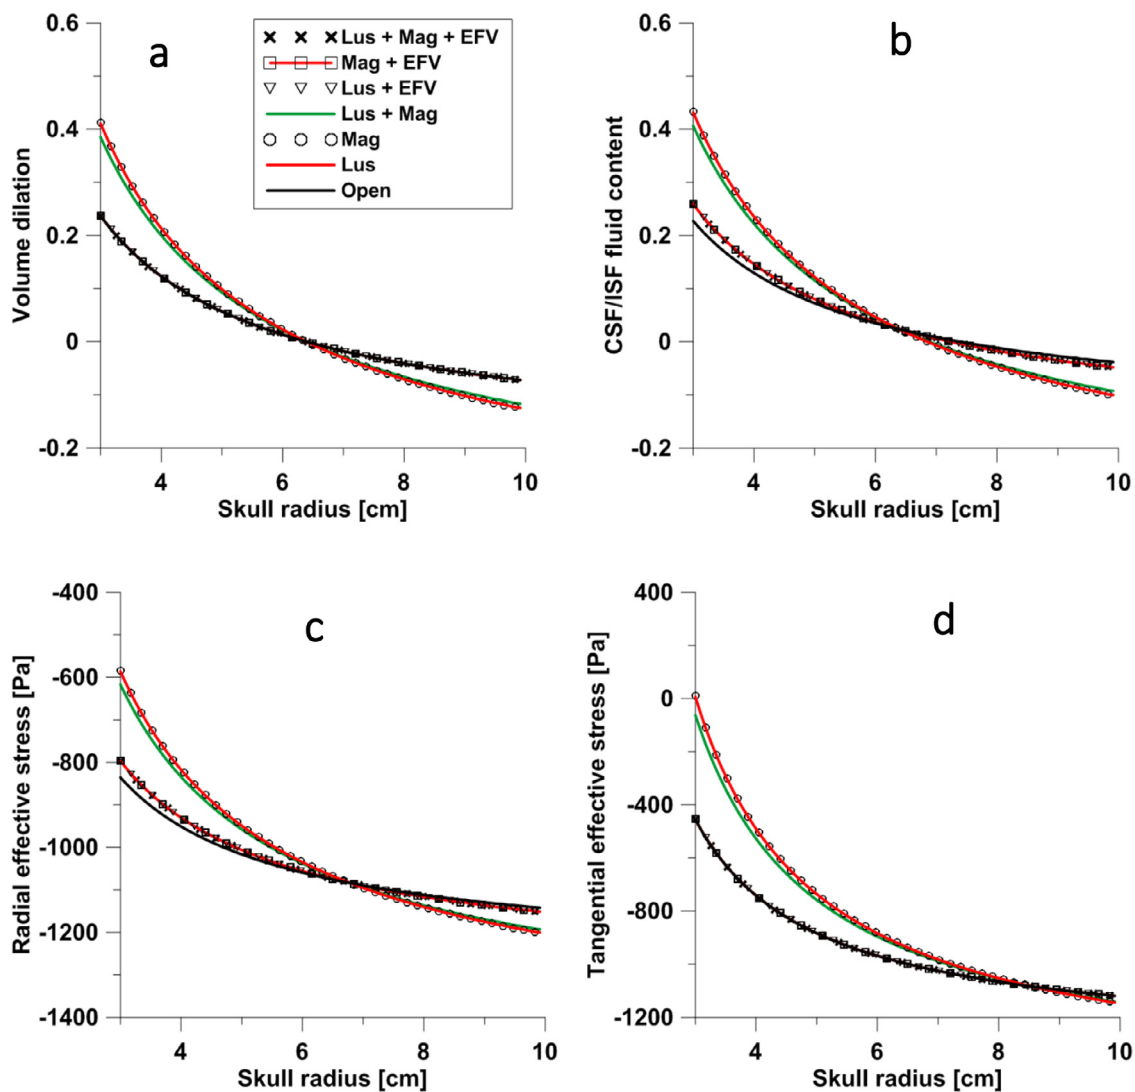 a
Volume dilation
0.6
0.4
0.2
0
-0.2
4
6
8
10
Skull radius [cm]
Lus + Mag + EFV
Mag + EFV
Lus + EFV
Lus + Mag
Mag
Lus
Open
b
CSF/ISF fluid content
0.6
0.4
0.2
0
-0.2
4
6
8
10
Skull radius [cm]
c
Radial effective stress [Pa]
-400
-600
-800
-1000
-1200
-1400
4
6
8
10
Skull radius [cm]
d
Tangential effective stress [Pa]
400
0
-400
-800
-1200
4
6
8
10
Skull radius [cm]